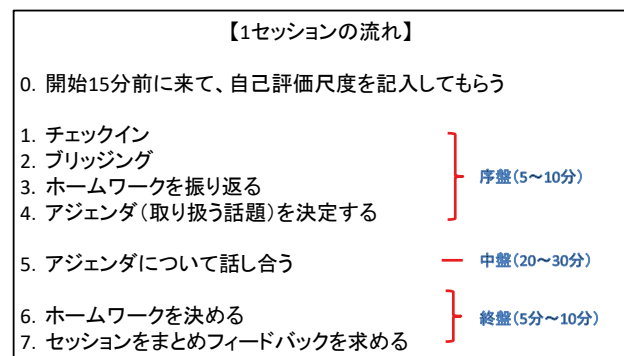 【1セッションの流れ】
0. 開始15分前に来て、自己評価尺度を記入してもらう
1. チェックイン
2. ブリッジング
3. ホームワークを振り返る
4. アジェンダ（取り扱う話題）を決定する
序盤（5～10分）
5. アジェンダについて話し合う
中盤（20～30分）
6. ホームワークを決める
7. セッションをまとめフィードバックを求める
終盤（5分～10分）